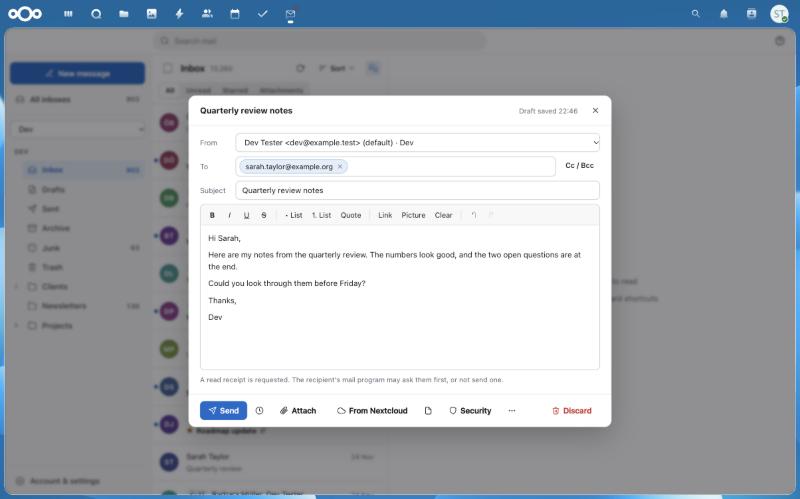 Search mail
New message
All inboxes
Dev
DEV
Inbox
Drafts
Sent
Archive
Junk
Trash
Clients
Newsletters
Projects
Account & settings
Inbox
Sort
All Unread Starred Attachments
Roadmap update
Sarah Taylor
Quarterly review
ST
Quarterly review notes
Draft saved 22:46
From Dev Tester <dev@example.test> (default) · Dev
To sarah.taylor@example.org
Cc / Bcc
Subject Quarterly review notes
B I U S • List 1. List Quote Link Picture Clear
Hi Sarah,
Here are my notes from the quarterly review. The numbers look good, and the two open questions are at
the end.
Could you look through them before Friday?
Thanks,
Dev
A read receipt is requested. The recipient's mail program may ask them first, or not send one.
Send Attach From Nextcloud Security Discard